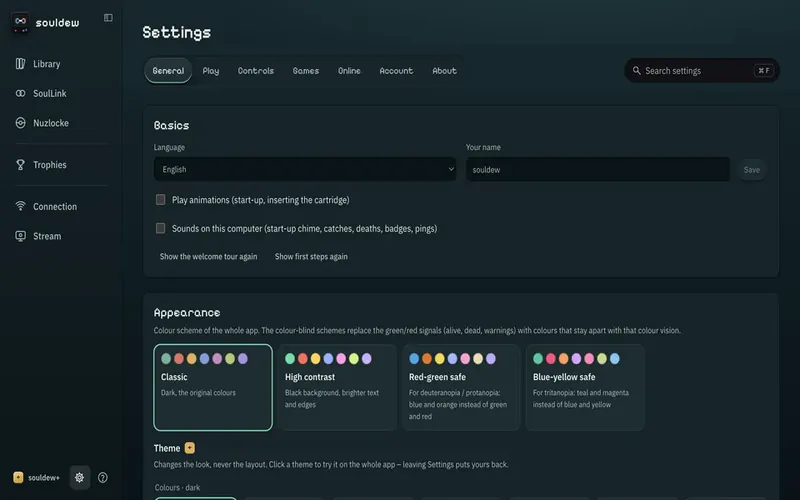 souldew
Library
SoulLink
Nuzlocke
Trophies
Connection
Stream
souldew+
Settings
General
Play
Controls
Games
Online
Account
About
Search settings
⌘ F
Basics
Language
Your name
English
souldew
Save
Play animations (start-up, inserting the cartridge)
Sounds on this computer (start-up chime, catches, deaths, badges, pings)
Show the welcome tour again
Show first steps again
Appearance
Colour scheme of the whole app. The colour-blind schemes replace the green/red signals (alive, dead, warnings) with colours that stay apart with that colour vision.
Classic
Dark, the original colours
High contrast
Black background, brighter text
and edges
Red-green safe
For deuteranopia / protanopia:
blue and orange instead of green
and red
Blue-yellow safe
For tritanopia: teal and magenta
instead of blue and yellow
Theme
Changes the look, never the layout. Click a theme to try it on the whole app – leaving Settings puts yours back.
Colours · dark